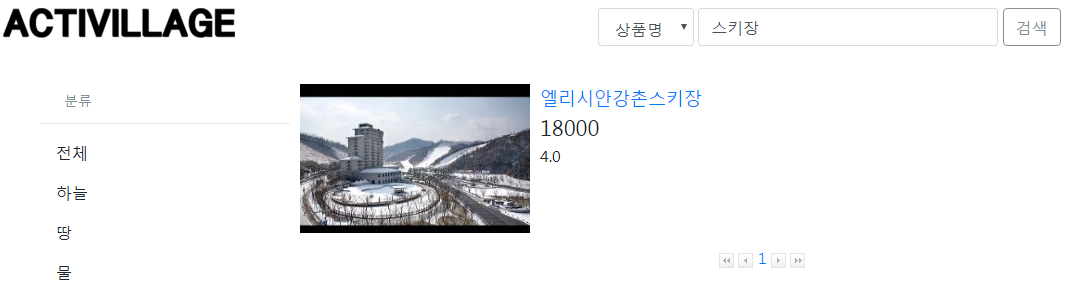 ACTIVILLAGE
상품명 스키장 검색
분류
전체
하늘
땅
물
엘리시안강촌스키장
18000
4.0
1